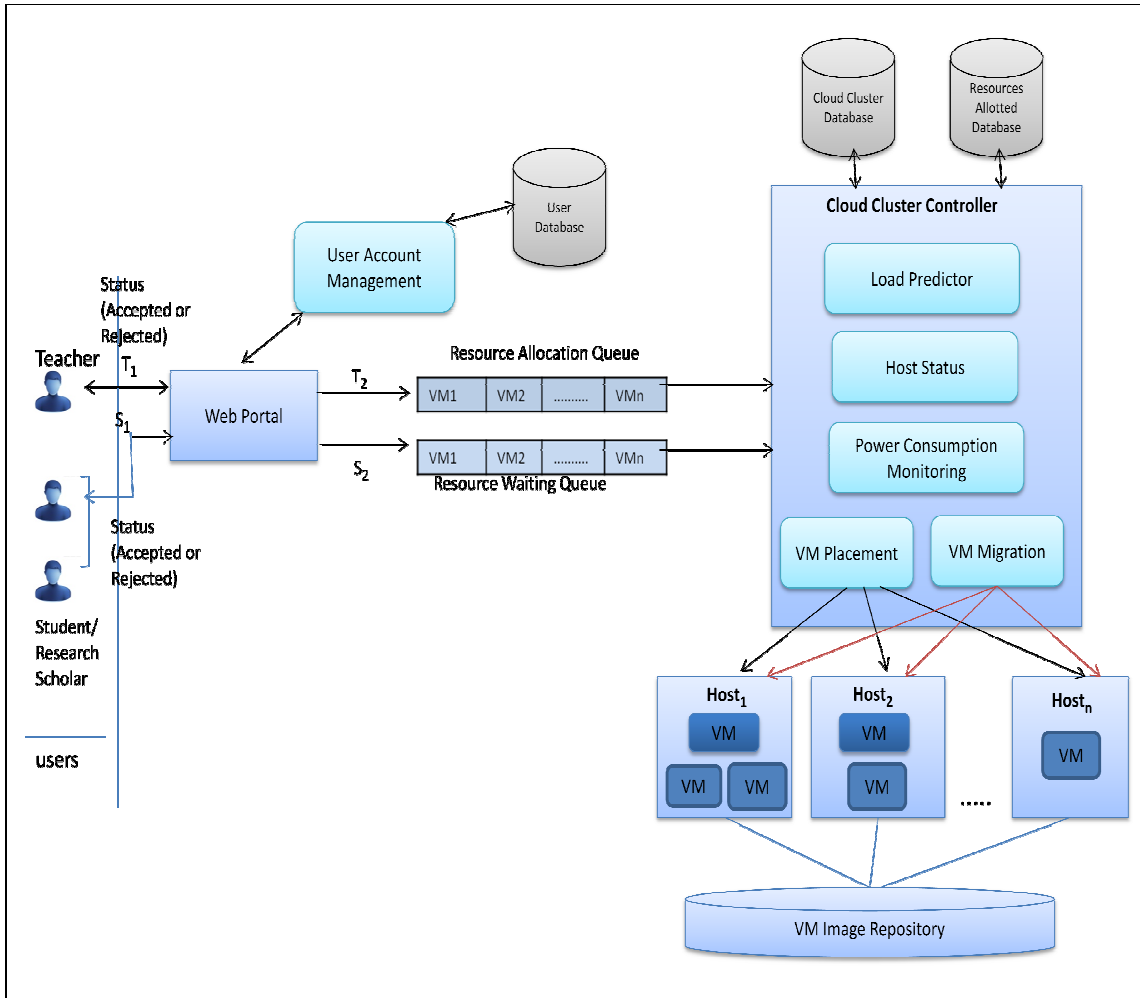 Cloud Cluster
Database
Resources
Allotted
Database
User
Database
Cloud Cluster Controller
User Account
Management
Load Predictor
Status
(Accepted or
Rejected)
Teacher
T1
Web Portal
T2
Resource Allocation Queue
VM1 VM2 .......... VMn
Host Status
S1
S2
VM1 VM2 .......... VMn
Resource Waiting Queue
Power Consumption
Monitoring
Status
(Accepted or
Rejected)
VM Placement
VM Migration
Student/
Research
Scholar
users
Host1
VM
VM VM
Host2
VM
VM
.....
Hostn
VM
VM Image Repository